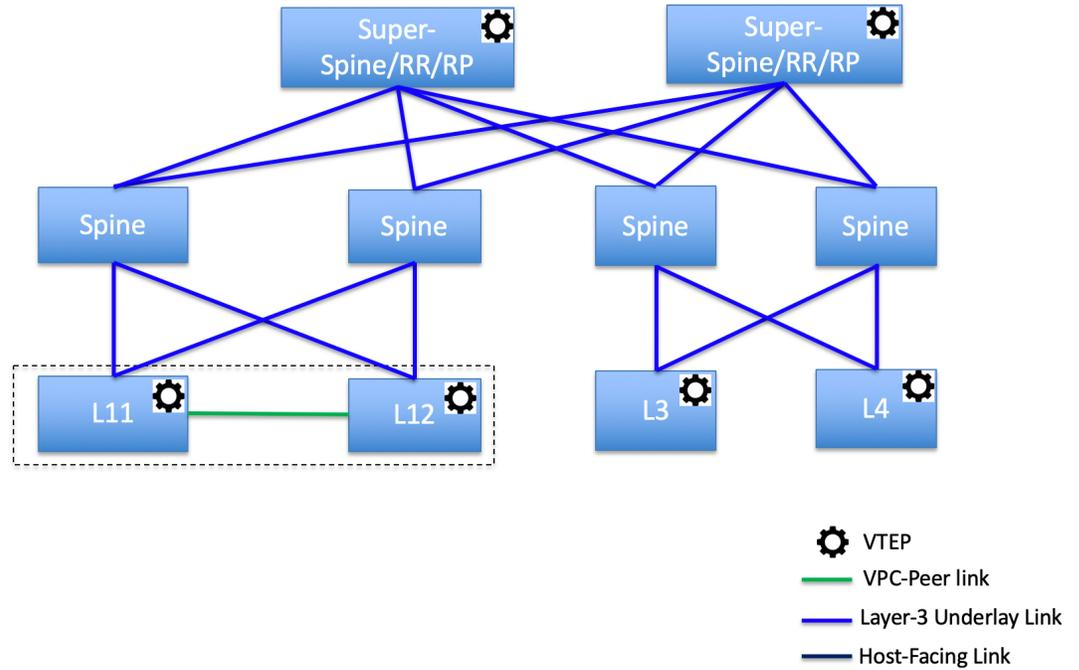 Super-
Spine/RR/RP
Super-
Spine/RR/RP
Spine
Spine
Spine
Spine
L11
L12
L3
L4
VTEP
VPC-Peer link
Layer-3 Underlay Link
Host-Facing Link